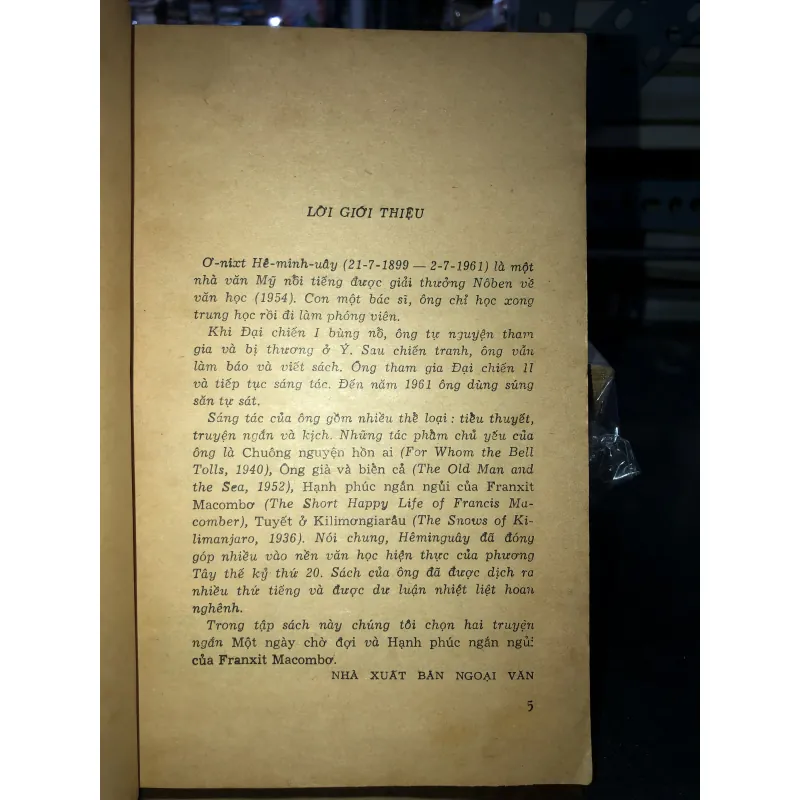 LỜI GIỚI THIỆU
Ơ-nixt Hê-minh-uây (21-7-1899 — 2-7-1961) là một
nhà văn Mỹ nổi tiếng được giải thưởng Nôben về
văn học (1954). Con một bác sĩ, ông chỉ học xong
trung học rồi đi làm phóng viên.
Khi Đại chiến I bùng nổ, ông tự nguyện tham
gia và bị thương ở Ý. Sau chiến tranh, ông vẫn
làm báo và viết sách. Ông tham gia Đại chiến II
và tiếp tục sáng tác. Đến năm 1961 ông dùng súng
săn tự sát.
Sáng tác của ông gồm nhiều thể loại : tiểu thuyết,
truyện ngắn và kịch. Những tác phẩm chủ yếu của
ông là Chuông nguyện hồn ai (For Whom the Bell
Tolls, 1940), Ông già và biển cả (The Old Man and
the Sea, 1952), Hạnh phúc ngắn ngủi của Franxit
Macombơ (The Short Happy Life of Francis Ma-
comber), Tuyết ở Kilimơngiarâu (The Snows of Ki-
limanjaro, 1936). Nói chung, Hêminguây đã đóng
góp nhiều vào nền văn học hiện thực của phương
Tây thế kỷ thứ 20. Sách của ông đã được dịch ra
nhiều thứ tiếng và được dư luận nhiệt liệt hoan
nghênh.
Trong tập sách này chúng tôi chọn hai truyện
ngắn Một ngày chờ đợi và Hạnh phúc ngắn ngủi
của Franxit Macombơ.
NHÀ XUẤT BẢN NGOẠI VĂN
5